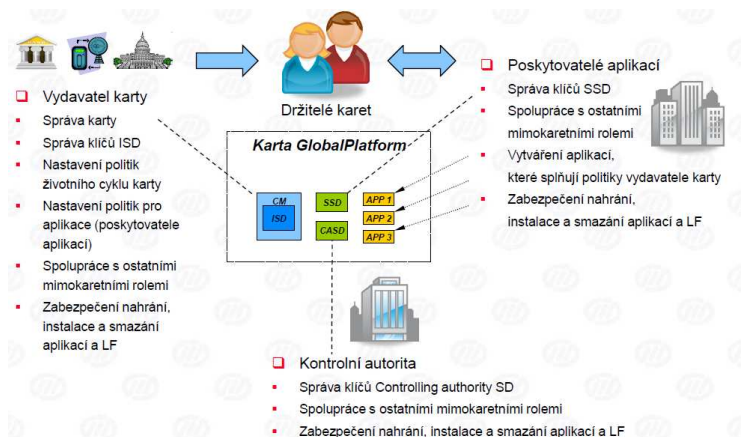 Držitelé karet
Vydavatel karty
Správa karty
Správa klíčů ISD
Nastavení politik
životního cyklu karty
Nastavení politik pro
aplikace (poskytovatele
aplikací)
Spolupráce s ostatními
mimokaretními rolemi
Zabezpečení nahrání,
instalace a smazání
aplikací a LF
Karta GlobalPlatform
CM
ISD
SSD
CASD
APP 1
APP 2
APP 3
Poskytovatelé aplikací
Správa klíčů SSD
Spolupráce s ostatními
mimokaretními rolemi
Vytváření aplikací,
které splňují politiky vydavatele karty
Zabezpečení nahrání,
instalace a smazání aplikací a LF
Kontrolní autorita
Správa klíčů Controlling authority SD
Spolupráce s ostatními mimokaretními rolemi
Zabezpečení nahrání, instalace a smazání aplikací a LF